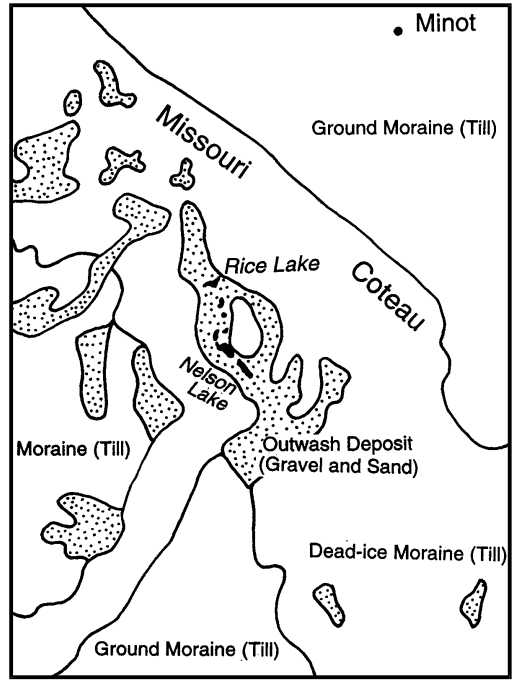 Minot
Ground Moraine (Till)
Missouri
Coteau
Rice Lake
Nelson
Lake
Outwash Deposit
(Gravel and Sand)
Moraine (Till)
Dead-ice Moraine (Till)
Ground Moraine (Till)